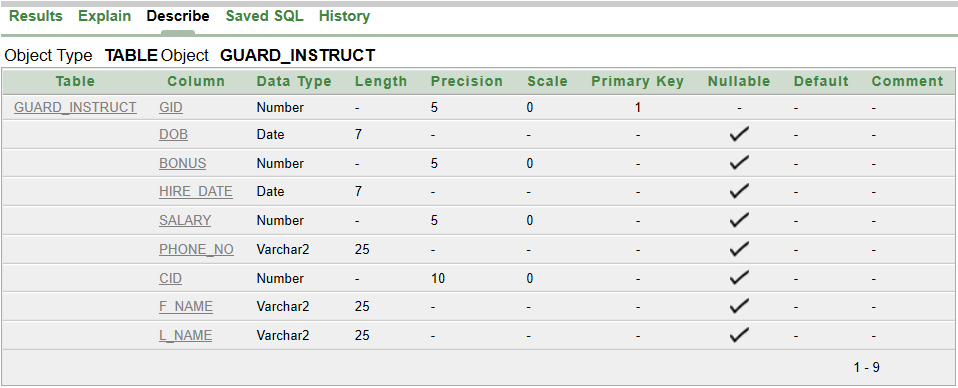 Results Explain Describe Saved SQL History
Object Type TABLE Object GUARD_INSTRUCT
Table Column Data Type Length Precision Scale Primary Key Nullable Default Comment
GUARD_INSTRUCT GID Number - 5 0 1 - - -
DOB Date 7 - - - ✓ - -
BONUS Number - 5 0 - ✓ - -
HIRE_DATE Date 7 - - - ✓ - -
SALARY Number - 5 0 - ✓ - -
PHONE_NO Varchar2 25 - - - ✓ - -
CID Number - 10 0 - ✓ - -
F_NAME Varchar2 25 - - - ✓ - -
L_NAME Varchar2 25 - - - ✓ - -
1 - 9